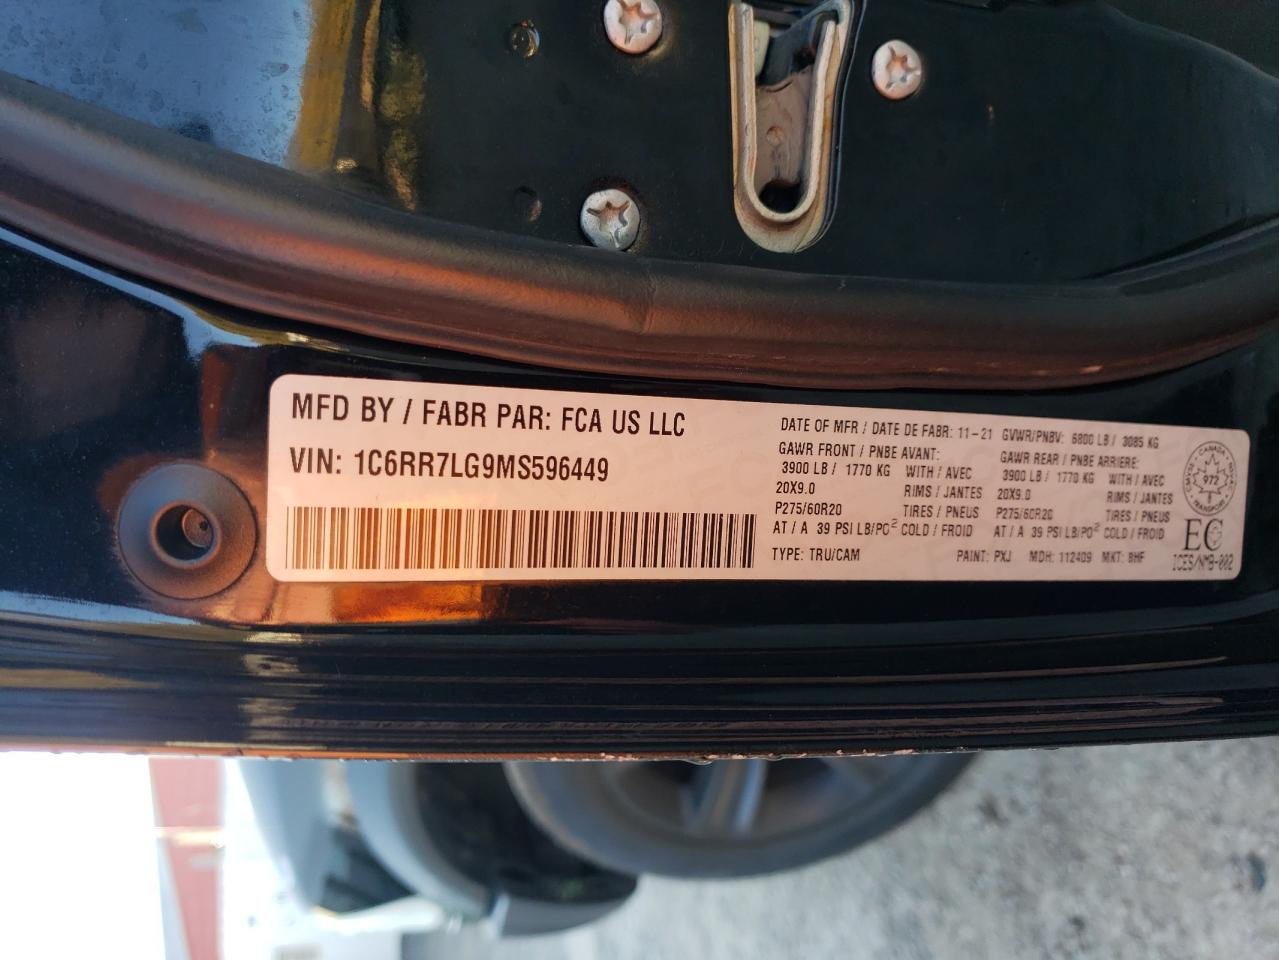 MFD BY / FABR PAR: FCA US LLC
VIN: 1C6RR7LG9MS596449
DATE OF MFR / DATE DE FABR: 11-21 GVWR/PNBV: 6800 LB / 3085 KG
GAWR FRONT / PNBE AVANT: GAWR REAR / PNBE ARRIERE:
3900 LB / 1770 KG WITH / AVEC 3900 LB / 1770 KG WITH / AVEC
20X9.0 RIMS / JANTES 20X9.0 RIMS / JANTES
P275/60R20 TIRES / PNEUS P275/60R20 TIRES / PNEUS
AT / A 39 PSI LB/PO² COLD / FROID AT / A 39 PSI LB/PO² COLD / FROID
TYPE: TRU/CAM PAINT: PXJ MDH: 112409 MKT: BHF
CANADA
972
TRANSPORT
EC
ICES/NMB-002